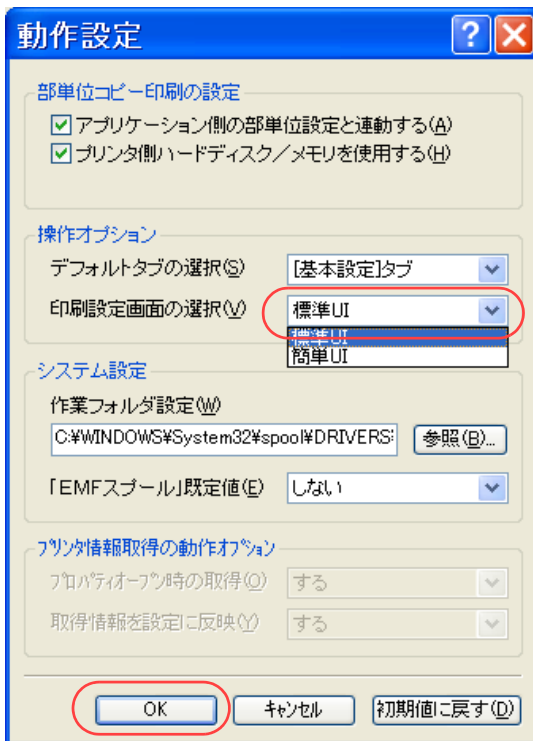 動作設定
部単位コピー印刷の設定
アプリケーション側の部単位設定と連動する(A)
プリンタ側ハードディスク／メモリを使用する(H)
操作オプション
デフォルトタブの選択(S) [基本設定]タブ
印刷設定画面の選択(V) 標準UI
標準UI
簡単UI
システム設定
作業フォルダ設定(W)
C:¥WINDOWS¥System32¥spool¥DRIVERS¥ 参照(B)...
「EMFスプール」既定値(E) しない
プリンタ情報取得の動作オプション
プロパティオープン時の取得(O) する
取得情報を設定に反映(Y) する
OK キャンセル 初期値に戻す(D)